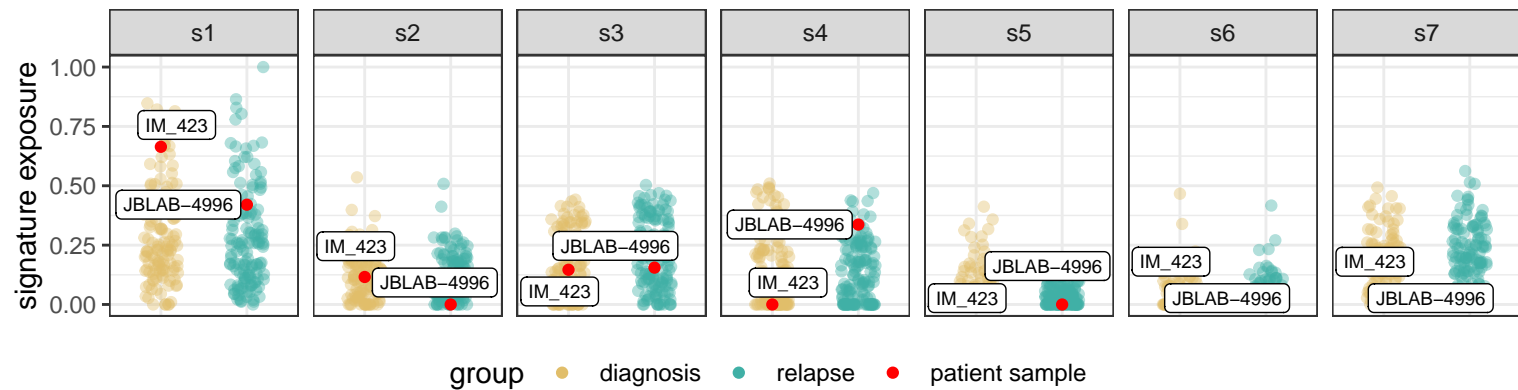 s1 s2 s3 s4 s5 s6 s7
signature exposure
1.00
0.75
0.50
0.25
0.00
IM_423
JBLAB−4996
IM_423
JBLAB−4996
JBLAB−4996
IM_423
JBLAB−4996
IM_423
JBLAB−4996
IM_423
IM_423
JBLAB−4996
IM_423
JBLAB−4996
group diagnosis relapse patient sample